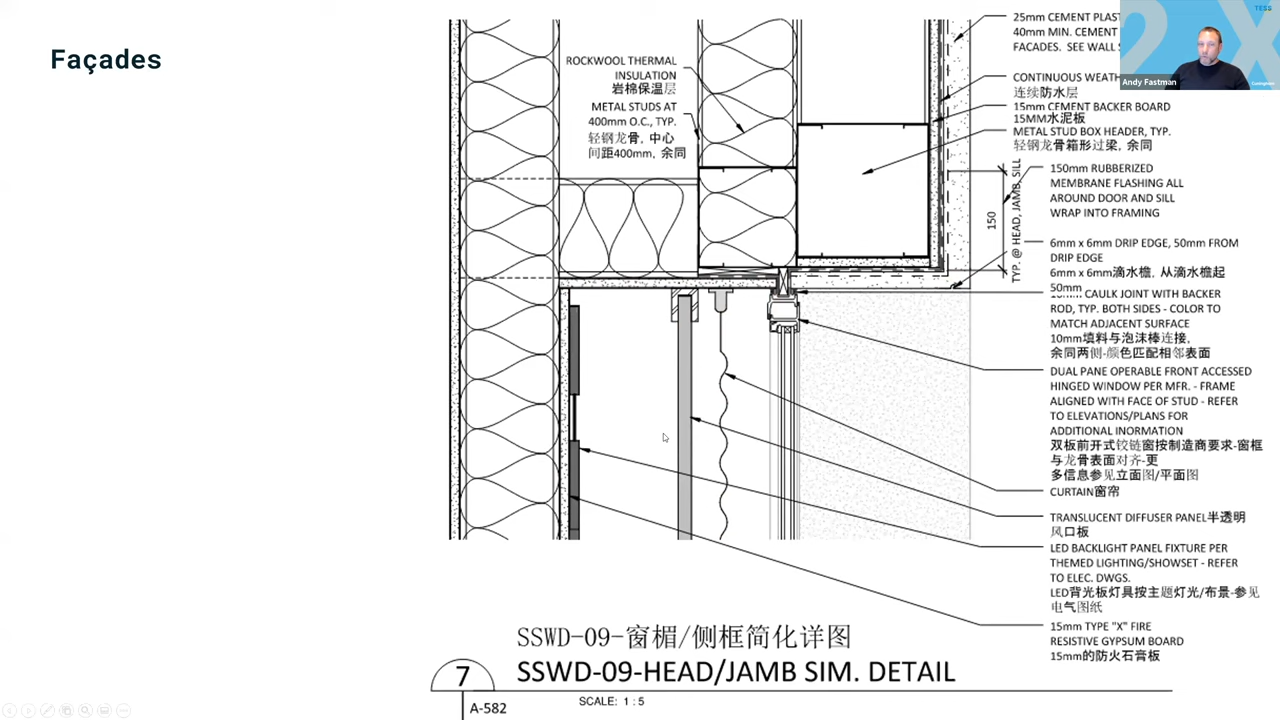 Façades
TESS
2X
Andy Fastman
ROCKWOOL THERMAL
INSULATION
岩棉保温层
METAL STUDS AT
400mm O.C., TYP.
轻钢龙骨, 中心
间距400mm, 余同
25mm CEMENT
40mm MIN. CEMENT
FACADES. SEE WALL
CONTINUOUS
连续防水层
15mm CEMENT BACKER BOARD
15MM水泥板
METAL STUD BOX HEADER, TYP.
轻钢龙骨箱形过梁, 余同
150mm RUBBERIZED
MEMBRANE FLASHING ALL
AROUND DOOR AND SILL
WRAP INTO FRAMING
150
TYP. @ HEAD, JAMB, SILL
6mm x 6mm DRIP EDGE, 50mm FROM
DRIP EDGE
6mm x 6mm滴水檐, 从滴水檐起
50mm
CAULK JOINT WITH BACKER
ROD, TYP. BOTH SIDES - COLOR TO
MATCH ADJACENT SURFACE
10mm填料与泡沫棒连接,
余同两侧-颜色匹配相邻表面
DUAL PANE OPERABLE FRONT ACCESSED
HINGED WINDOW PER MFR. - FRAME
ALIGNED WITH FACE OF STUD - REFER
TO ELEVATIONS/PLANS FOR
ADDITIONAL INORMATION
双板前开式铰链窗按制造商要求-窗框
与龙骨表面对齐-更
多信息参见立面图/平面图
CURTAIN窗帘
TRANSLUCENT DIFFUSER PANEL半透明
风口板
LED BACKLIGHT PANEL FIXTURE PER
THEMED LIGHTING/SHOWSET - REFER
TO ELEC. DWGS.
LED背光板灯具按主题灯光/布景-参见
电气图纸
15mm TYPE "X" FIRE
RESISTIVE GYPSUM BOARD
15mm的防火石膏板
SSWD-09-窗楣/侧框简化详图
7
SSWD-09-HEAD/JAMB SIM. DETAIL
A-582
SCALE: 1 : 5